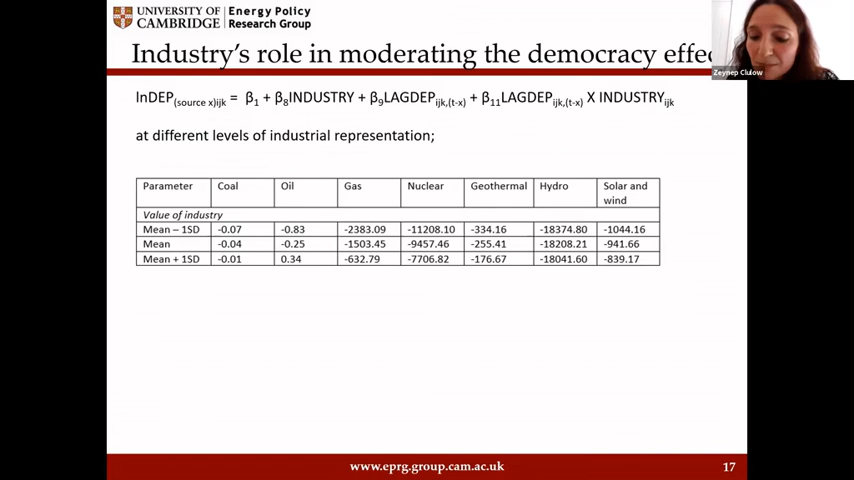 UNIVERSITY OF CAMBRIDGE | Energy Policy Research Group
Industry's role in moderating the democracy effe
Zeynep Clulow
lnDEP(source x)ijk = β1 + β8INDUSTRY + β9LAGDEPijk,(t-x) + β11LAGDEPijk,(t-x) X INDUSTRYijk
at different levels of industrial representation;
Parameter Coal Oil Gas Nuclear Geothermal Hydro Solar and wind
Value of industry
Mean – 1SD -0.07 -0.83 -2383.09 -11208.10 -334.16 -18374.80 -1044.16
Mean -0.04 -0.25 -1503.45 -9457.46 -255.41 -18208.21 -941.66
Mean + 1SD -0.01 0.34 -632.79 -7706.82 -176.67 -18041.60 -839.17
www.eprg.group.cam.ac.uk 17